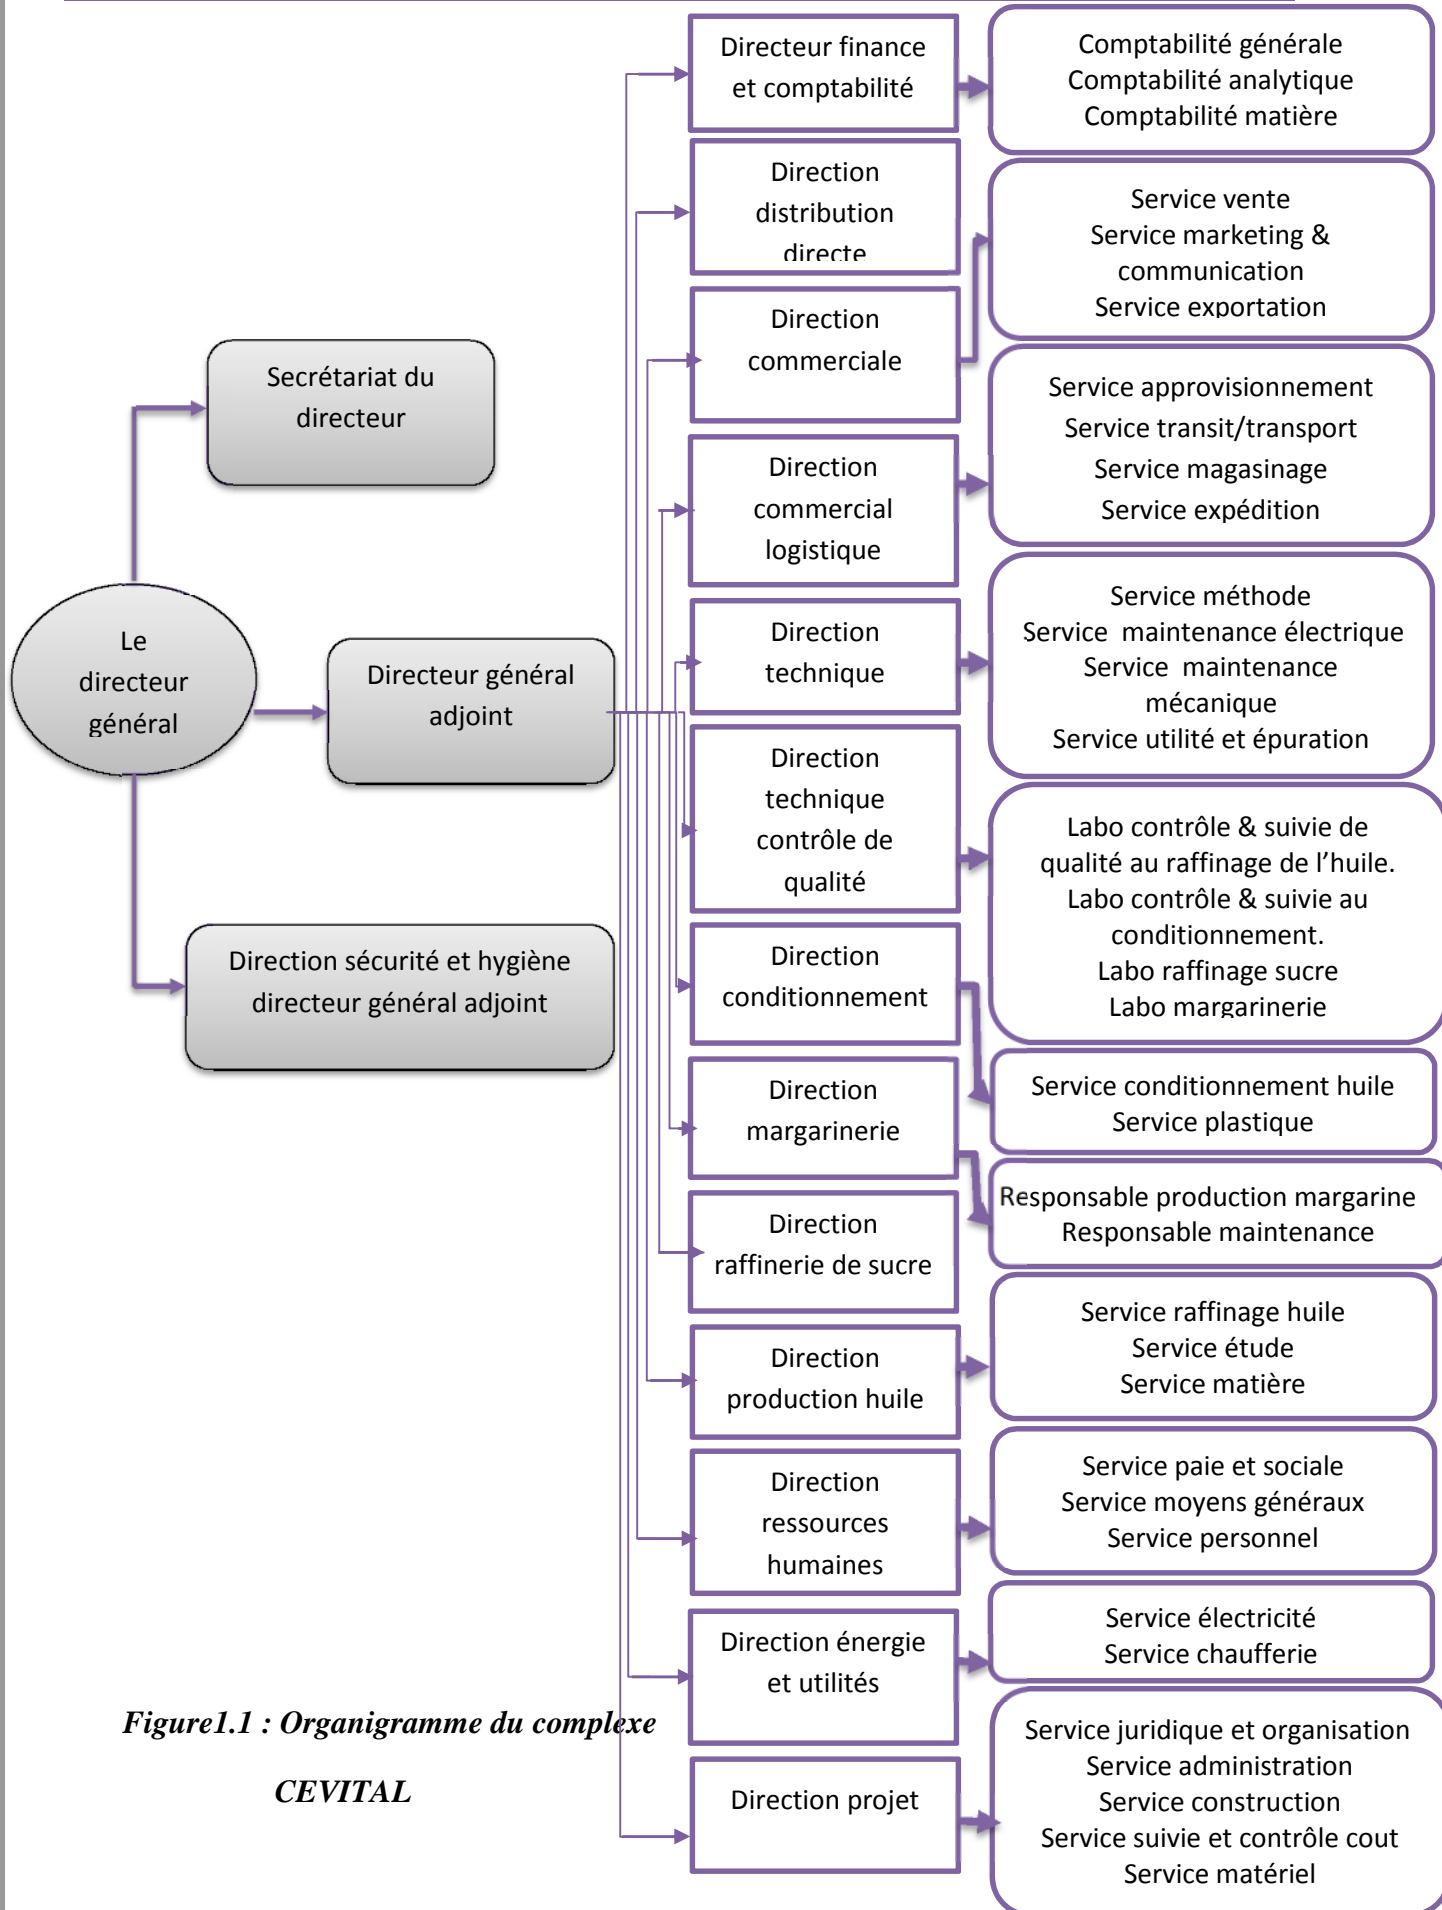 Directeur finance
et comptabilité
Comptabilité générale
Comptabilité analytique
Comptabilité matière
Direction
distribution
directe
Service vente
Service marketing &
communication
Service exportation
Direction
commerciale
Secrétariat du
directeur
Service approvisionnement
Service transit/transport
Service magasinage
Service expédition
Direction
commercial
logistique
Le
directeur
général
Directeur général
adjoint
Direction
technique
Service méthode
Service  maintenance électrique
Service  maintenance
mécanique
Service utilité et épuration
Direction
technique
contrôle de
qualité
Labo contrôle & suivie de
qualité au raffinage de l’huile.
Labo contrôle & suivie au
conditionnement.
Labo raffinage sucre
Labo margarinerie
Direction sécurité et hygiène
directeur général adjoint
Direction
conditionnement
Service conditionnement huile
Service plastique
Direction
margarinerie
Responsable production margarine
Responsable maintenance
Direction
raffinerie de sucre
Direction
production huile
Service raffinage huile
Service étude
Service matière
Direction
ressources
humaines
Service paie et sociale
Service moyens généraux
Service personnel
Direction énergie
et utilités
Service électricité
Service chaufferie
Direction projet
Service juridique et organisation
Service administration
Service construction
Service suivie et contrôle cout
Service matériel
Figure1.1 : Organigramme du complexe
CEVITAL